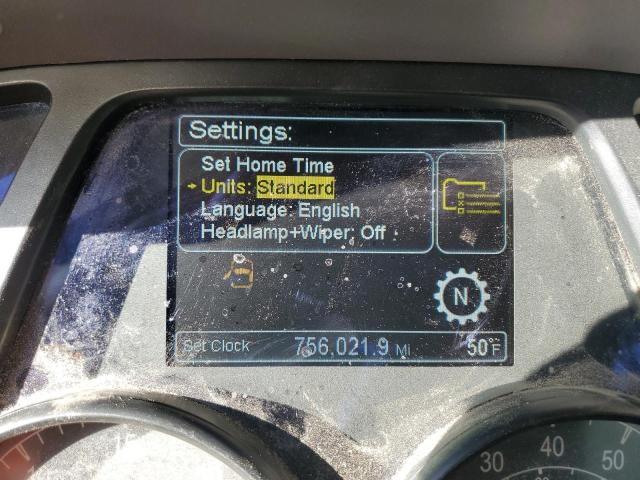 Settings:
Set Home Time
Units: Standard
Language: English
Headlamp+Wiper: Off
N
Set Clock 756,021.9 Mi 50°F
30 40 50